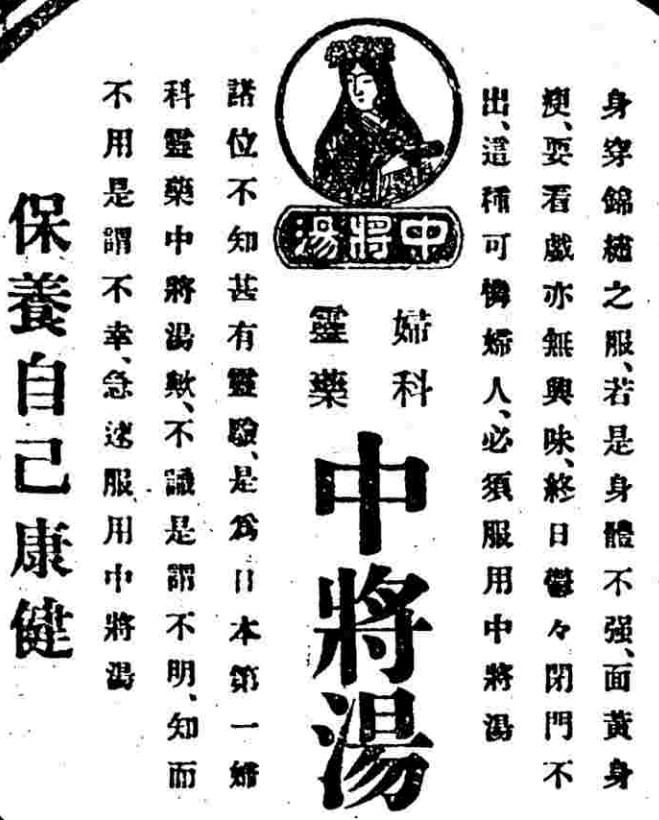 身穿錦繡之服、若是身體不强、面黃身
瘦、耍看戲亦無興味、終日鬱々閉門不
出、這種可憐婦人、必須服用中將湯
中將湯
婦科
靈藥
中將湯
諸位不知甚有靈驗、是爲日本第一婦
科靈藥中將湯歟、不識是謂不明、知而
不用是謂不幸、急速服用中將湯
保養自己康健